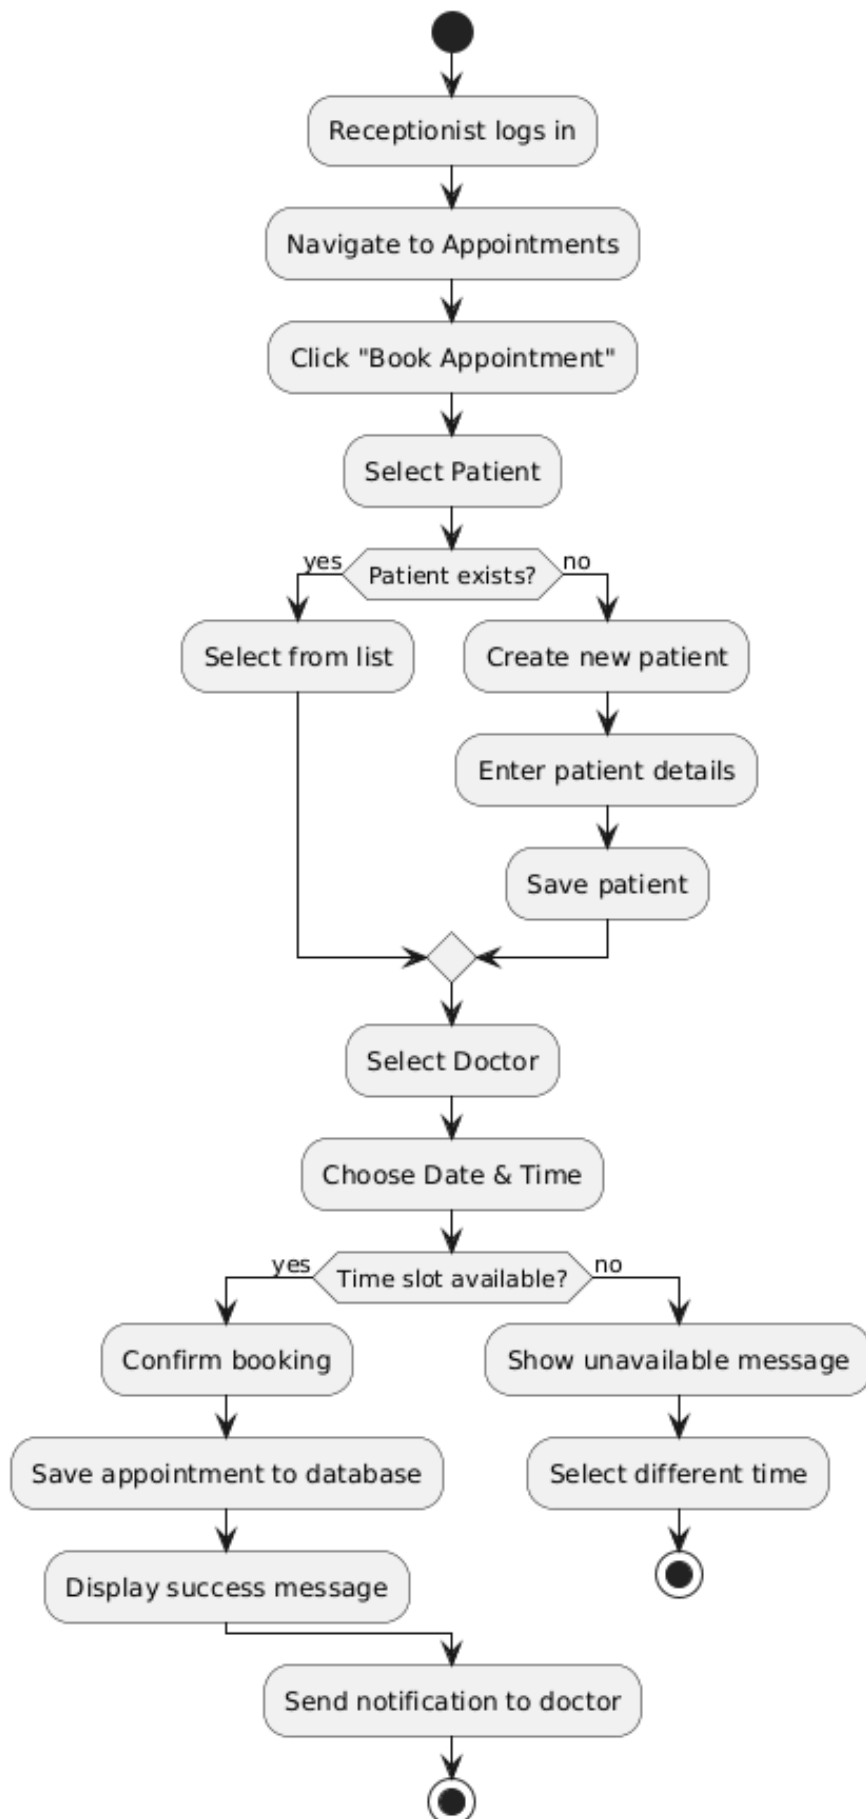 Receptionist logs in
Navigate to Appointments
Click "Book Appointment"
Select Patient
yes
Patient exists?
no
Select from list
Create new patient
Enter patient details
Save patient
Select Doctor
Choose Date & Time
yes
Time slot available?
no
Confirm booking
Show unavailable message
Save appointment to database
Select different time
Display success message
Send notification to doctor